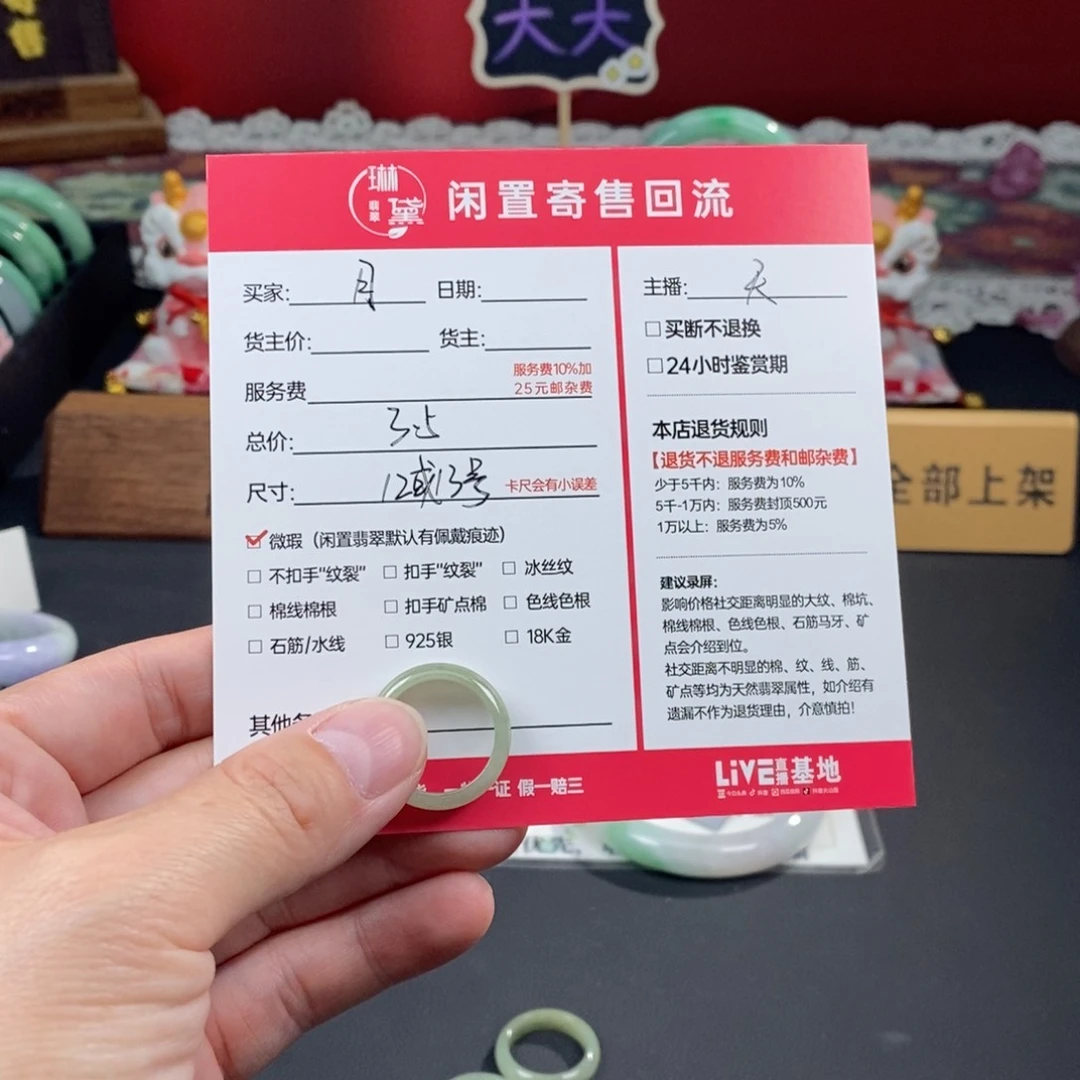 大大
琳黛翡翠
闲置寄售回流
买家: 月 日期:
货主价: 货主:
服务费 服务费10%加
25元邮杂费
总价:
尺寸: 12或13号 卡尺会有小误差
微瑕（闲置翡翠默认有佩戴痕迹）
不扣手"纹裂" 扣手"纹裂" 冰丝纹
棉线棉根 扣手矿点棉 色线色根
石筋/水线 925银 18K金
其他
证 假一赔三
主播: 天
买断不退换
24小时鉴赏期
本店退货规则
【退货不退服务费和邮杂费】
少于5千内：服务费为10%
5千-1万内：服务费封顶500元
1万以上：服务费为5%
建议录屏：
影响价格社交距离明显的大纹、棉坑、
棉线棉根、色线色根、石筋马牙、矿
点会介绍到位。
社交距离不明显的棉、纹、线、筋、
矿点等均为天然翡翠属性，如介绍有
遗漏不作为退货理由，介意慎拍！
LiVE直播基地
全部上架
优先，